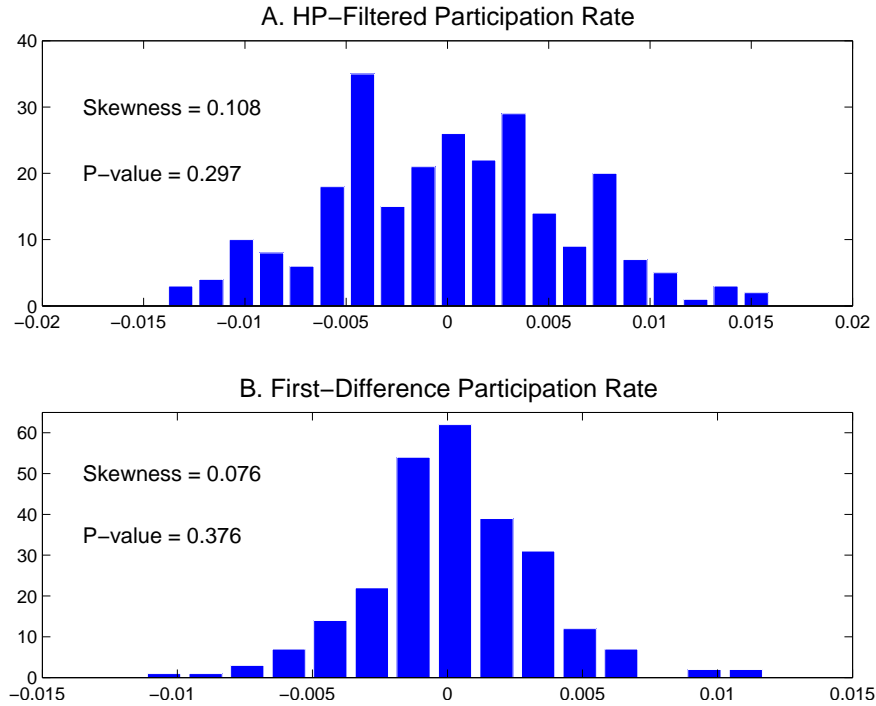 A. HP−Filtered Participation Rate
40
30
20
10
0
Skewness = 0.108
P−value = 0.297
−0.02 −0.015 −0.01 −0.005 0 0.005 0.01 0.015 0.02
B. First−Difference Participation Rate
60
50
40
30
20
10
0
Skewness = 0.076
P−value = 0.376
−0.015 −0.01 −0.005 0 0.005 0.01 0.015